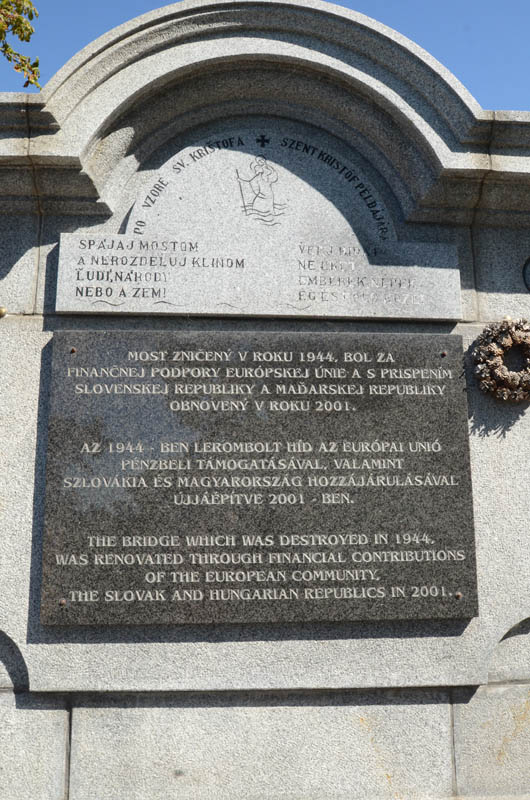 PO VZORE SV. KRIŠTOFA
SZENT KRISTÓF PÉLDÁJÁRA
SPÁJAJ MOSTOM
A NEROZDEĽUJ KLINOM
ĽUDÍ, NÁRODY
NEBO A ZEM!
EMBEREK
MOST ZNIČENÝ V ROKU 1944, BOL ZA
FINANČNEJ PODPORY EURÓPSKEJ ÚNIE A S PRISPENÍM
SLOVENSKEJ REPUBLIKY A MAĎARSKEJ REPUBLIKY
OBNOVENÝ V ROKU 2001.
AZ 1944 - BEN LEROMBOLT HÍD AZ EURÓPAI UNIÓ
PÉNZBELI TÁMOGATÁSÁVAL, VALAMINT
SZLOVÁKIA ÉS MAGYARORSZÁG HOZZÁJÁRULÁSÁVAL
ÚJJÁÉPÍTVE 2001 - BEN.
THE BRIDGE WHICH WAS DESTROYED IN 1944.
WAS RENOVATED THROUGH FINANCIAL CONTRIBUTIONS
OF THE EUROPEAN COMMUNITY,
THE SLOVAK AND HUNGARIAN REPUBLICS IN 2001.